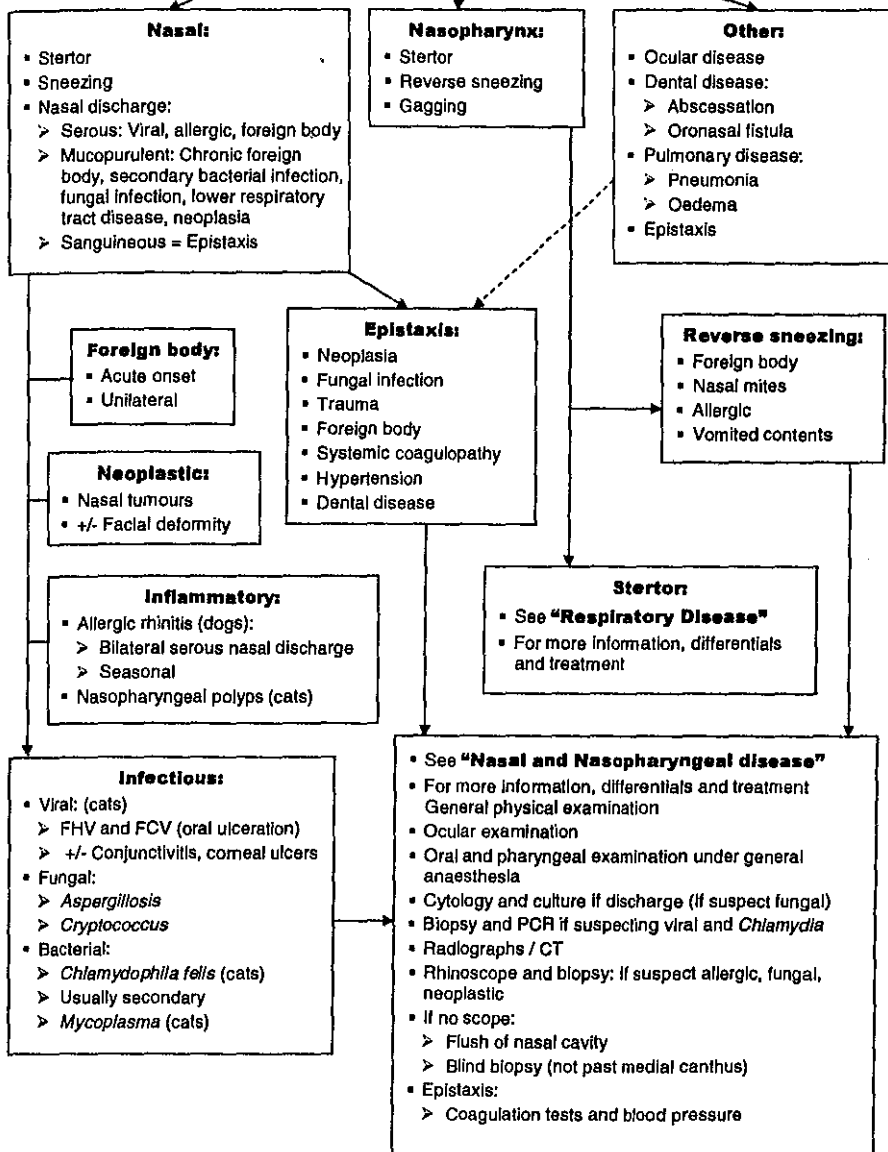 Nasal:
▪ Stertor
▪ Sneezing
▪ Nasal discharge:
➢ Serous: Viral, allergic, foreign body
➢ Mucopurulent: Chronic foreign
body, secondary bacterial infection,
fungal infection, lower respiratory
tract disease, neoplasia
➢ Sanguineous = Epistaxis
Nasopharynx:
▪ Stertor
▪ Reverse sneezing
▪ Gagging
Other:
▪ Ocular disease
▪ Dental disease:
➢ Abscessation
➢ Oronasal fistula
▪ Pulmonary disease:
➢ Pneumonia
➢ Oedema
▪ Epistaxis
Foreign body:
▪ Acute onset
▪ Unilateral
Epistaxis:
▪ Neoplasia
▪ Fungal infection
▪ Trauma
▪ Foreign body
▪ Systemic coagulopathy
▪ Hypertension
▪ Dental disease
Reverse sneezing:
▪ Foreign body
▪ Nasal mites
▪ Allergic
▪ Vomited contents
Neoplastic:
▪ Nasal tumours
▪ +/- Facial deformity
Inflammatory:
▪ Allergic rhinitis (dogs):
➢ Bilateral serous nasal discharge
➢ Seasonal
▪ Nasopharyngeal polyps (cats)
Stertor:
▪ See "Respiratory Disease"
▪ For more information, differentials
and treatment
Infectious:
▪ Viral: (cats)
➢ FHV and FCV (oral ulceration)
➢ +/- Conjunctivitis, corneal ulcers
▪ Fungal:
➢ Aspergillosis
➢ Cryptococcus
▪ Bacterial:
➢ Chlamydophila felis (cats)
➢ Usually secondary
➢ Mycoplasma (cats)
▪ See "Nasal and Nasopharyngeal disease"
▪ For more information, differentials and treatment
General physical examination
▪ Ocular examination
▪ Oral and pharyngeal examination under general
anaesthesia
▪ Cytology and culture if discharge (if suspect fungal)
▪ Biopsy and PCR if suspecting viral and Chlamydia
▪ Radiographs / CT
▪ Rhinoscope and biopsy: if suspect allergic, fungal,
neoplastic
▪ If no scope:
➢ Flush of nasal cavity
➢ Blind biopsy (not past medial canthus)
▪ Epistaxis:
➢ Coagulation tests and blood pressure